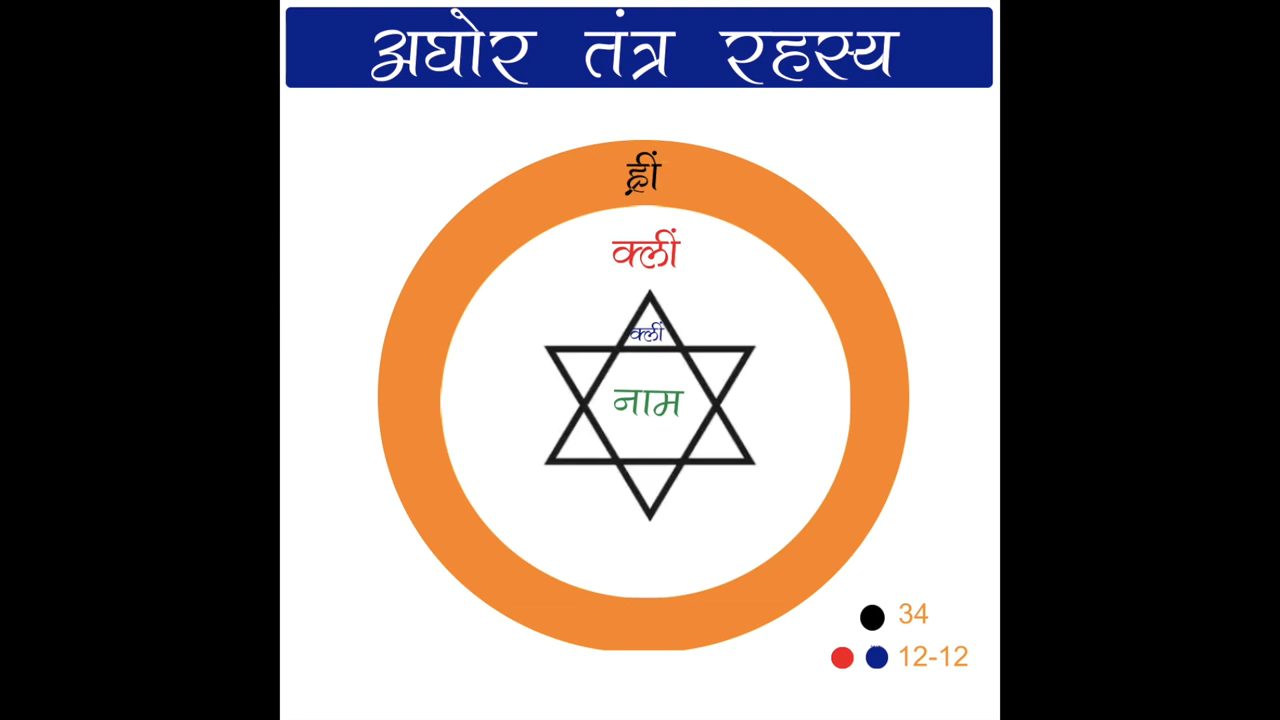 अघोर तंत्र रहस्य
ह्रीं
क्लीं
क्लीं
नाम
34
12-12